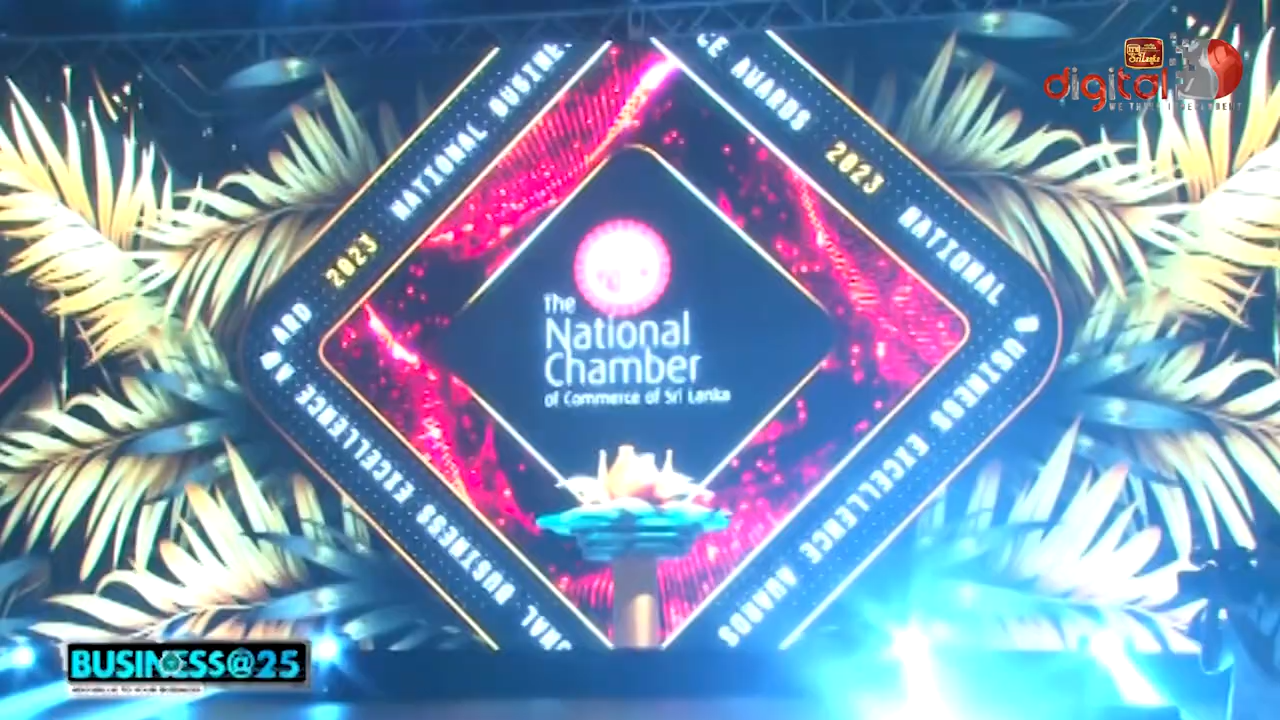 NATIONAL BUSINE
CE AWARDS 2023 NATIONAL
ARD 2023
digital
The
National
Chamber
of Commerce of Sri Lanka
NAL BUSINESS EXCELLENCE
USINESS EXCELLENCE AWARDS
BUSINESS@25